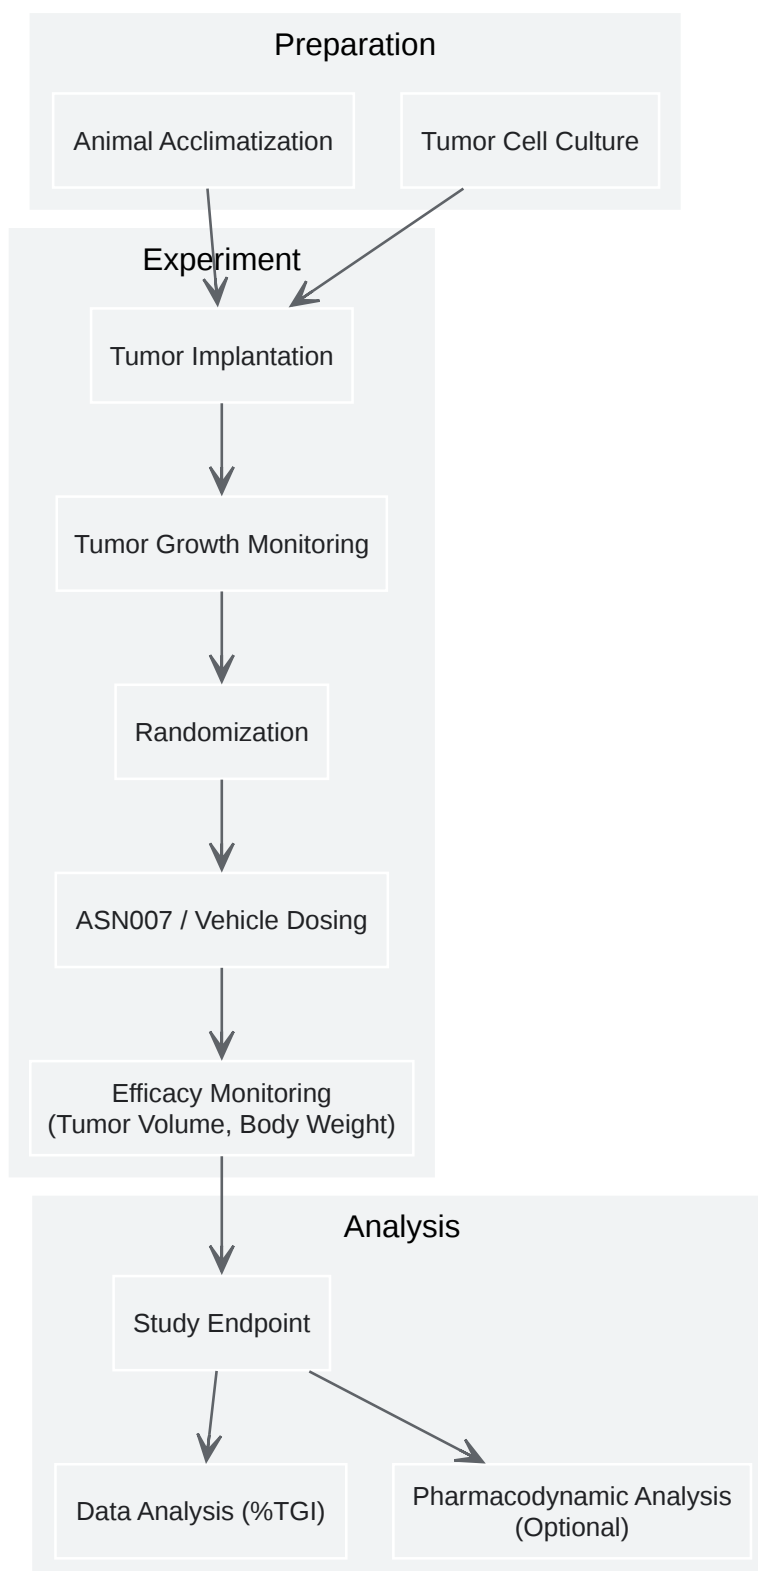 Preparation
Animal Acclimatization
Tumor Cell Culture
Experiment
Tumor Implantation
Tumor Growth Monitoring
Randomization
ASN007 / Vehicle Dosing
Efficacy Monitoring
(Tumor Volume, Body Weight)
Analysis
Study Endpoint
Data Analysis (%TGI)
Pharmacodynamic Analysis
(Optional)